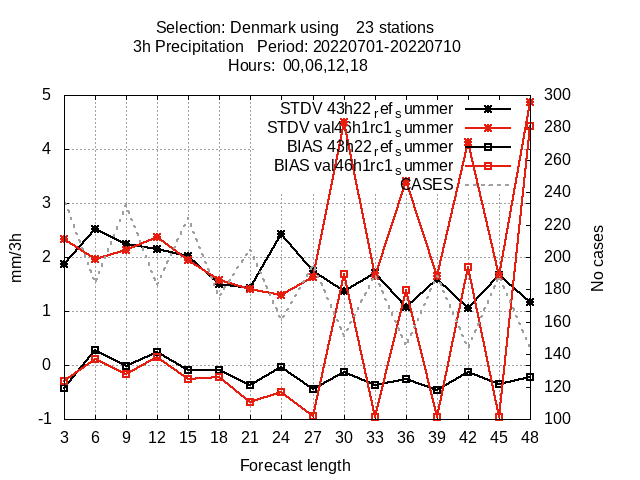 Selection: Denmark using 23 stations
3h Precipitation Period: 20220701-20220710
Hours: 00,06,12,18
STDV 43h22_ref_summer
STDV val46h1rc1_summer
BIAS 43h22_ref_summer
BIAS val46h1rc1_summer
CASES
5
4
3
2
1
0
-1
mm/3h
300
280
260
240
220
200
180
160
140
120
100
No cases
3 6 9 12 15 18 21 24 27 30 33 36 39 42 45 48
Forecast length